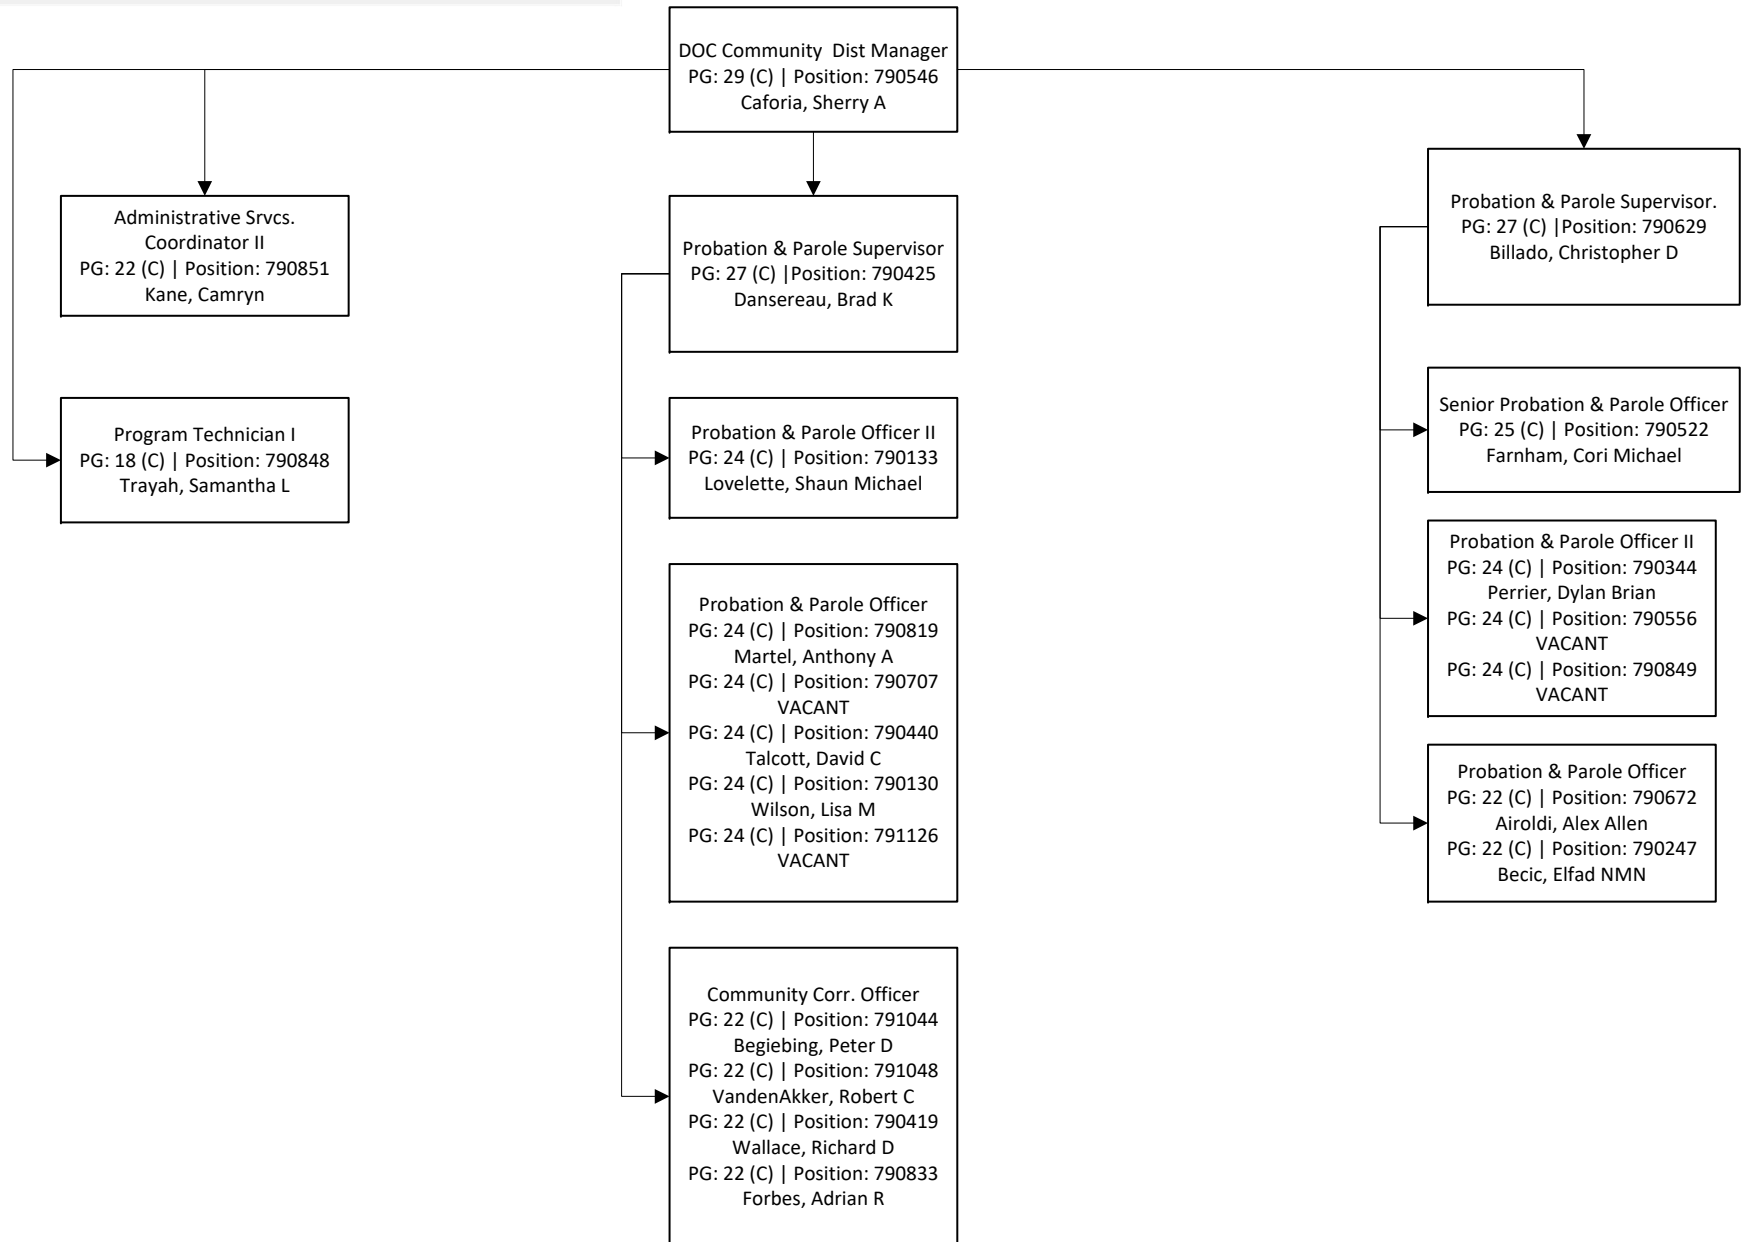 DOC Community  Dist Manager
PG: 29 (C) | Position: 790546
Caforia, Sherry A
Administrative Srvcs.
Coordinator II
PG: 22 (C) | Position: 790851
Kane, Camryn
Program Technician I
PG: 18 (C) | Position: 790848
Trayah, Samantha L
Probation & Parole Supervisor
PG: 27 (C) |Position: 790425
Dansereau, Brad K
Probation & Parole Officer II
PG: 24 (C) | Position: 790133
Lovelette, Shaun Michael
Probation & Parole Officer
PG: 24 (C) | Position: 790819
Martel, Anthony A
PG: 24 (C) | Position: 790707
VACANT
PG: 24 (C) | Position: 790440
Talcott, David C
PG: 24 (C) | Position: 790130
Wilson, Lisa M
PG: 24 (C) | Position: 791126
VACANT
Community Corr. Officer
PG: 22 (C) | Position: 791044
Begiebing, Peter D
PG: 22 (C) | Position: 791048
VandenAkker, Robert C
PG: 22 (C) | Position: 790419
Wallace, Richard D
PG: 22 (C) | Position: 790833
Forbes, Adrian R
Probation & Parole Supervisor.
PG: 27 (C) |Position: 790629
Billado, Christopher D
Senior Probation & Parole Officer
PG: 25 (C) | Position: 790522
Farnham, Cori Michael
Probation & Parole Officer II
PG: 24 (C) | Position: 790344
Perrier, Dylan Brian
PG: 24 (C) | Position: 790556
VACANT
PG: 24 (C) | Position: 790849
VACANT
Probation & Parole Officer
PG: 22 (C) | Position: 790672
Airoldi, Alex Allen
PG: 22 (C) | Position: 790247
Becic, Elfad NMN